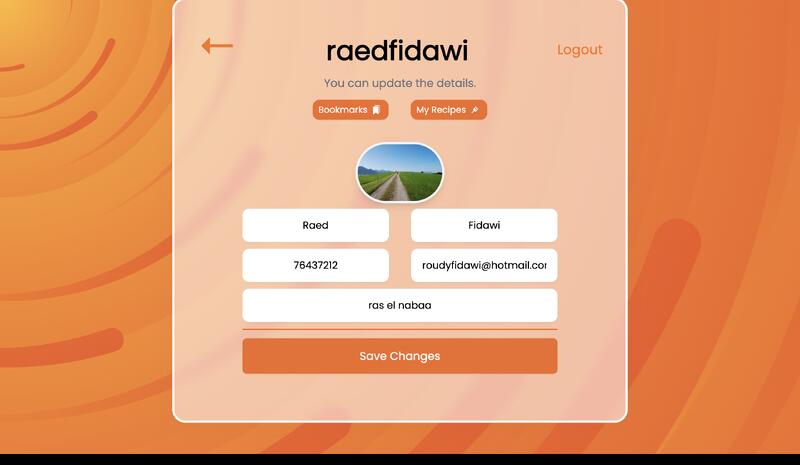 raedfidawi
Logout
You can update the details.
Bookmarks
My Recipes
Raed
Fidawi
76437212
roudyfidawi@hotmail.co
ras el nabaa
Save Changes